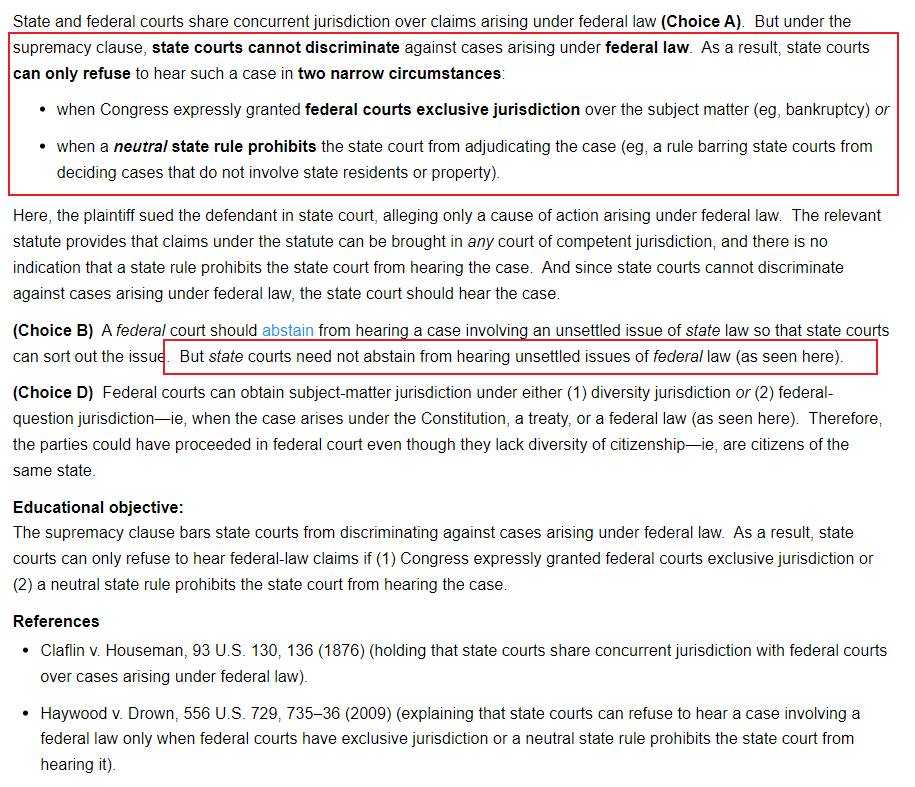 State and federal courts share concurrent jurisdiction over claims arising under federal law (Choice A).  But under the
supremacy clause, state courts cannot discriminate against cases arising under federal law.  As a result, state courts
can only refuse to hear such a case in two narrow circumstances:
• when Congress expressly granted federal courts exclusive jurisdiction over the subject matter (eg, bankruptcy) or
• when a neutral state rule prohibits the state court from adjudicating the case (eg, a rule barring state courts from
deciding cases that do not involve state residents or property).
Here, the plaintiff sued the defendant in state court, alleging only a cause of action arising under federal law.  The relevant
statute provides that claims under the statute can be brought in any court of competent jurisdiction, and there is no
indication that a state rule prohibits the state court from hearing the case.  And since state courts cannot discriminate
against cases arising under federal law, the state court should hear the case.
(Choice B)  A federal court should abstain from hearing a case involving an unsettled issue of state law so that state courts
can sort out the issue.  But state courts need not abstain from hearing unsettled issues of federal law (as seen here).
(Choice D)  Federal courts can obtain subject-matter jurisdiction under either (1) diversity jurisdiction or (2) federal-
question jurisdiction—ie, when the case arises under the Constitution, a treaty, or a federal law (as seen here).  Therefore,
the parties could have proceeded in federal court even though they lack diversity of citizenship—ie, are citizens of the
same state.
Educational objective:
The supremacy clause bars state courts from discriminating against cases arising under federal law.  As a result, state
courts can only refuse to hear federal-law claims if (1) Congress expressly granted federal courts exclusive jurisdiction or
(2) a neutral state rule prohibits the state court from hearing the case.
References
• Claflin v. Houseman, 93 U.S. 130, 136 (1876) (holding that state courts share concurrent jurisdiction with federal courts
over cases arising under federal law).
• Haywood v. Drown, 556 U.S. 729, 735–36 (2009) (explaining that state courts can refuse to hear a case involving a
federal law only when federal courts have exclusive jurisdiction or a neutral state rule prohibits the state court from
hearing it).